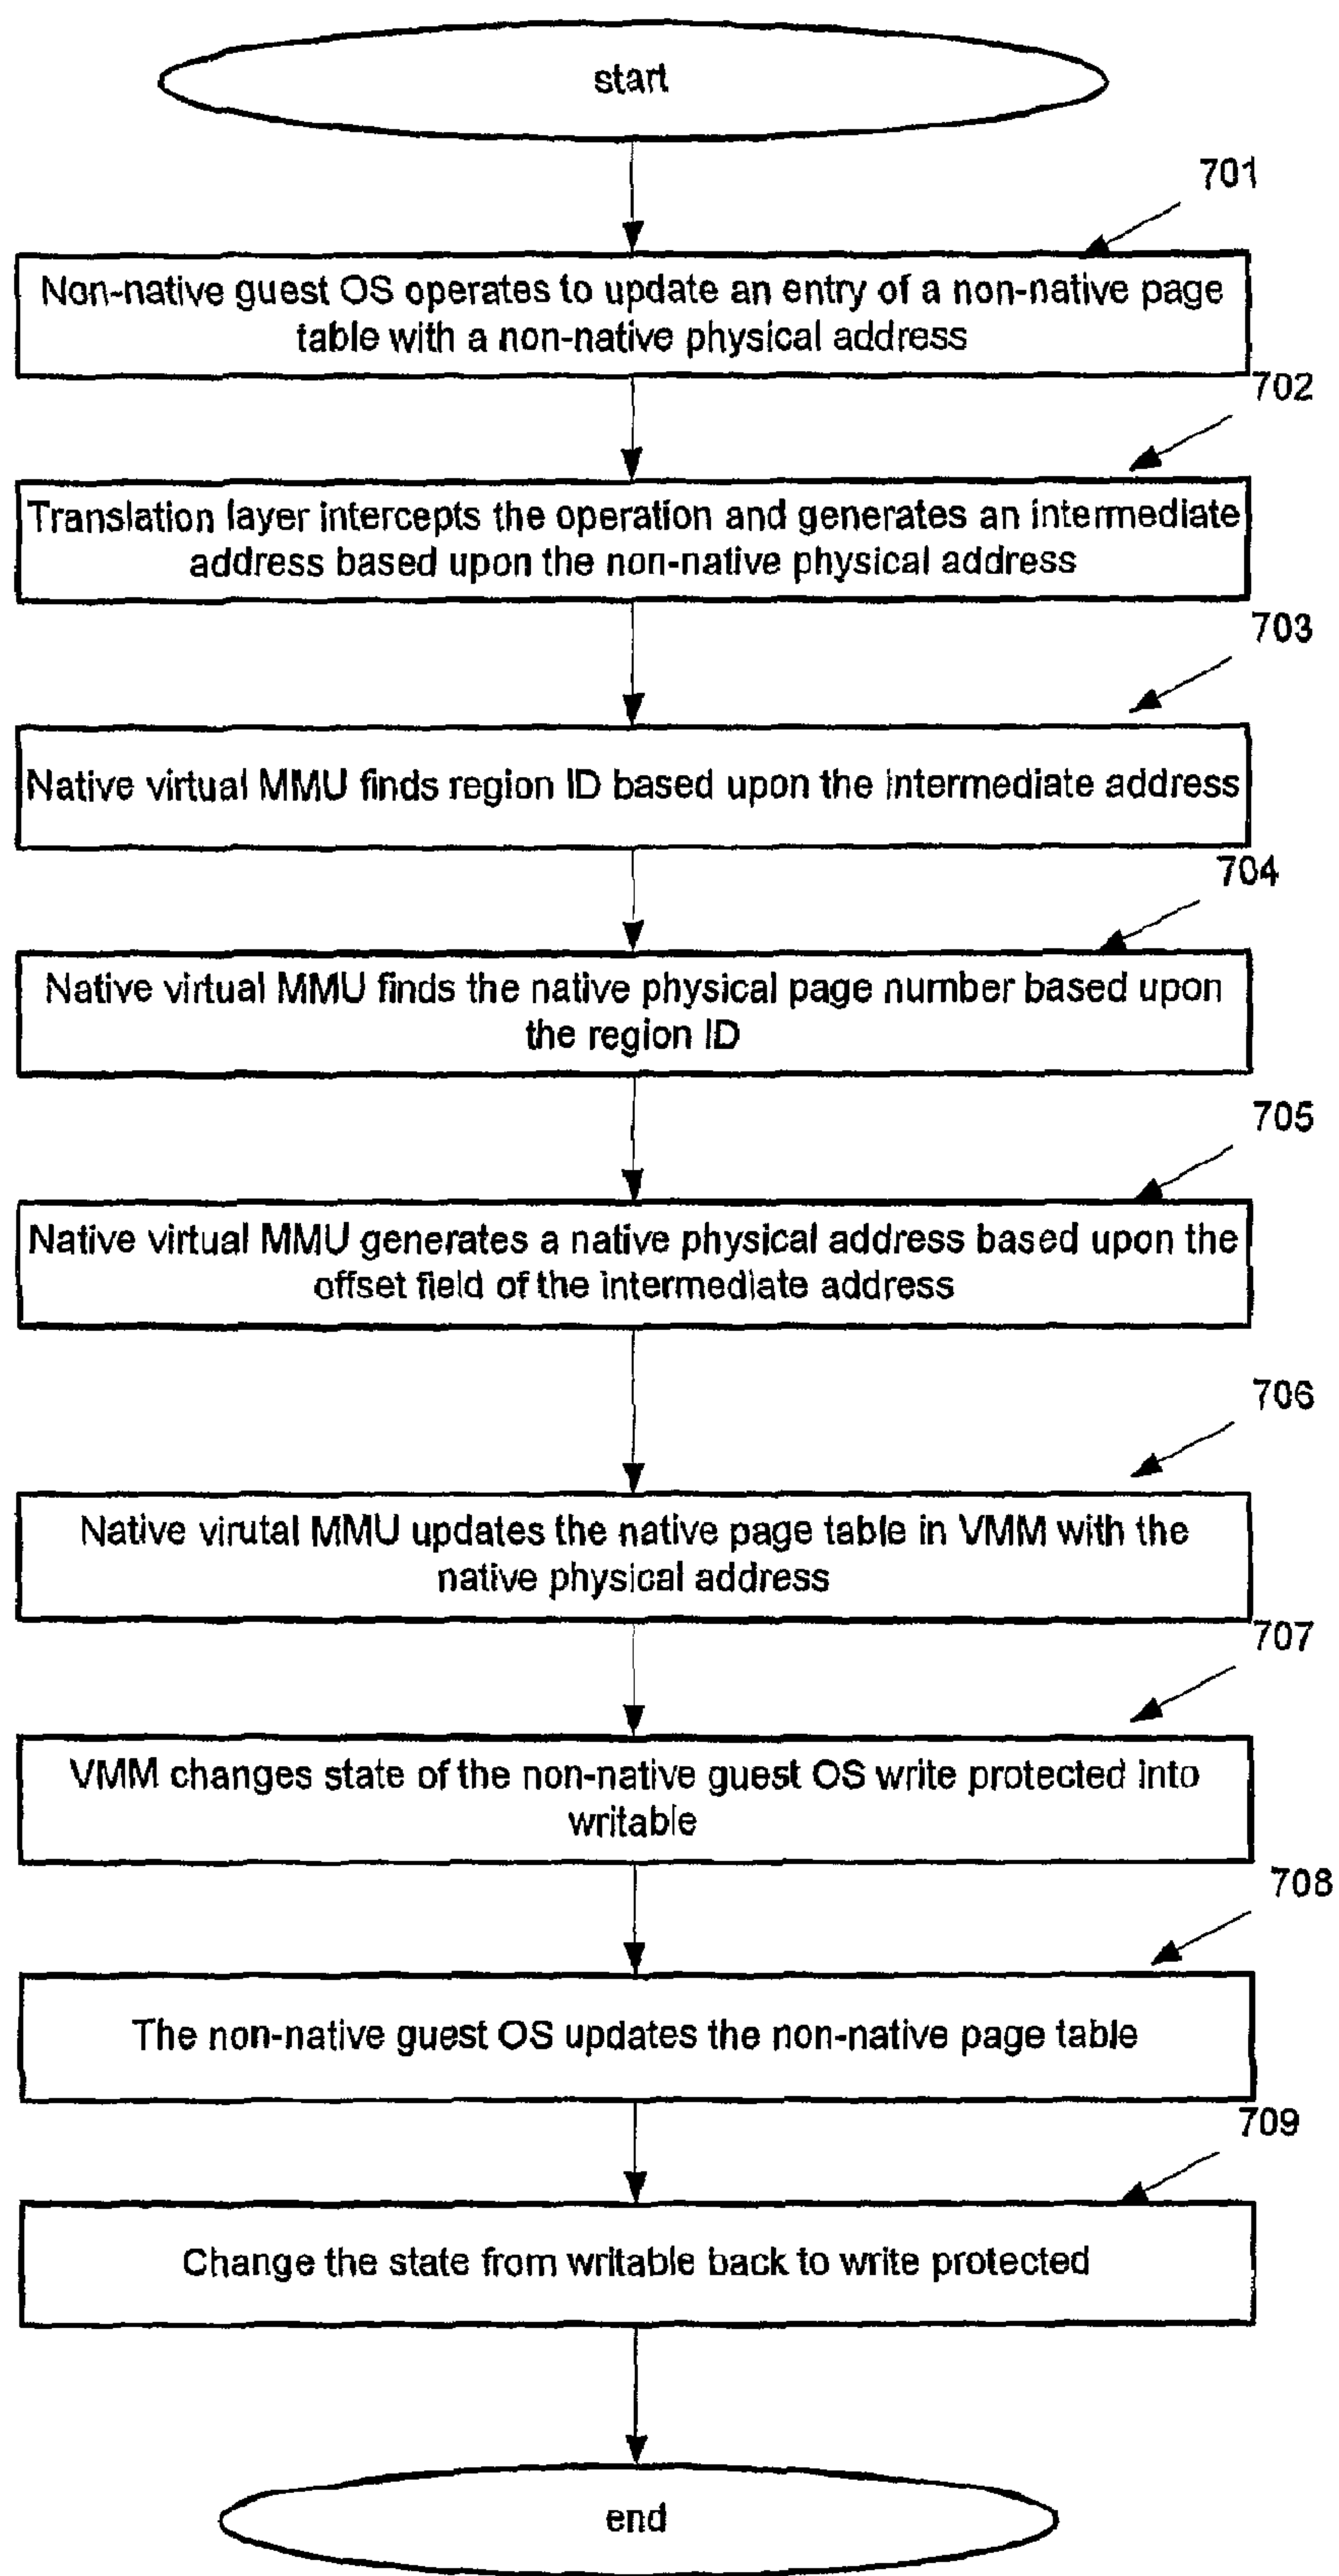 start
701
Non-native guest OS operates to update an entry of a non-native page
table with a non-native physical address
702
Translation layer intercepts the operation and generates an intermediate
address based upon the non-native physical address
703
Native virtual MMU finds region ID based upon the intermediate address
704
Native virtual MMU finds the native physical page number based upon
the region ID
705
Native virtual MMU generates a native physical address based upon the
offset field of the intermediate address
706
Native virutal MMU updates the native page table in VMM with the
native physical address
707
VMM changes state of the non-native guest OS write protected into
writable
708
The non-native guest OS updates the non-native page table
709
Change the state from writable back to write protected
end